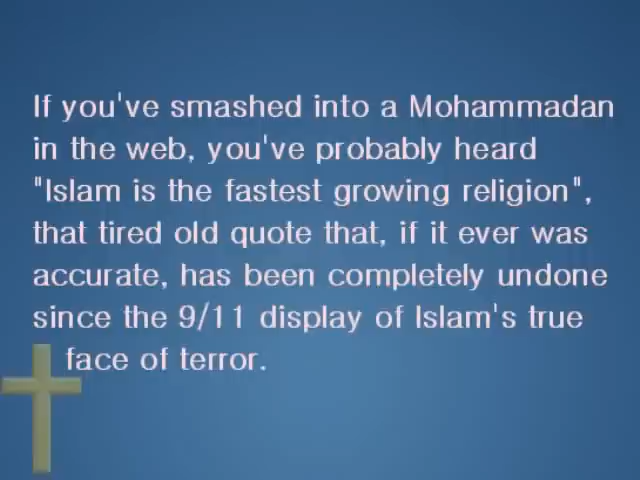 If you've smashed into a Mohammadan
in the web, you've probably heard
"Islam is the fastest growing religion",
that tired old quote that, if it ever was
accurate, has been completely undone
since the 9/11 display of Islam's true
face of terror.